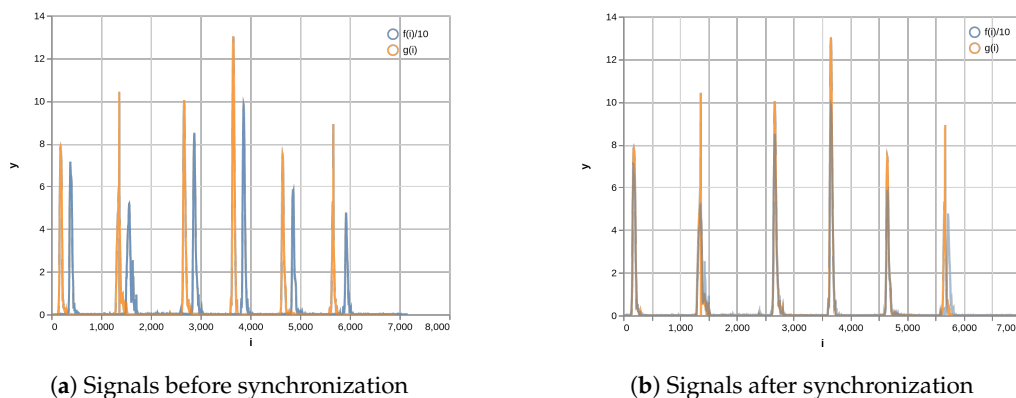 14
12
10
8
6
4
2
0
y
f(i)/10
g(i)
0 1,000 2,000 3,000 4,000 5,000 6,000 7,000 8,000
i
(a) Signals before synchronization
14
12
10
8
6
4
2
0
y
f(i)/10
g(i)
0 1,000 2,000 3,000 4,000 5,000 6,000 7,00
i
(b) Signals after synchronization